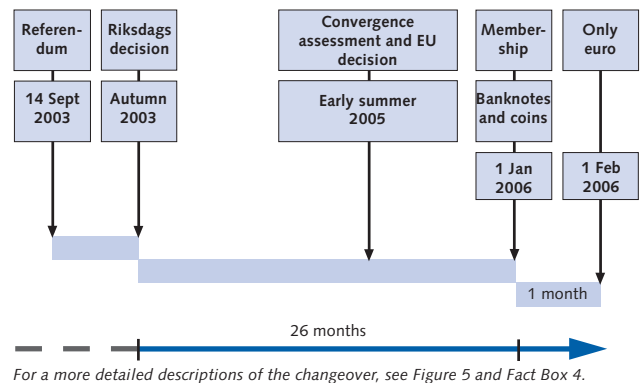 Referen-
dum
Riksdags
decision
Convergence
assessment and EU
decision
Member-
ship
Only
euro
14 Sept
2003
Autumn
2003
Early summer
2005
Banknotes
and coins
1 Jan
2006
1 Feb
2006
1 month
26 months
For a more detailed descriptions of the changeover, see Figure 5 and Fact Box 4.